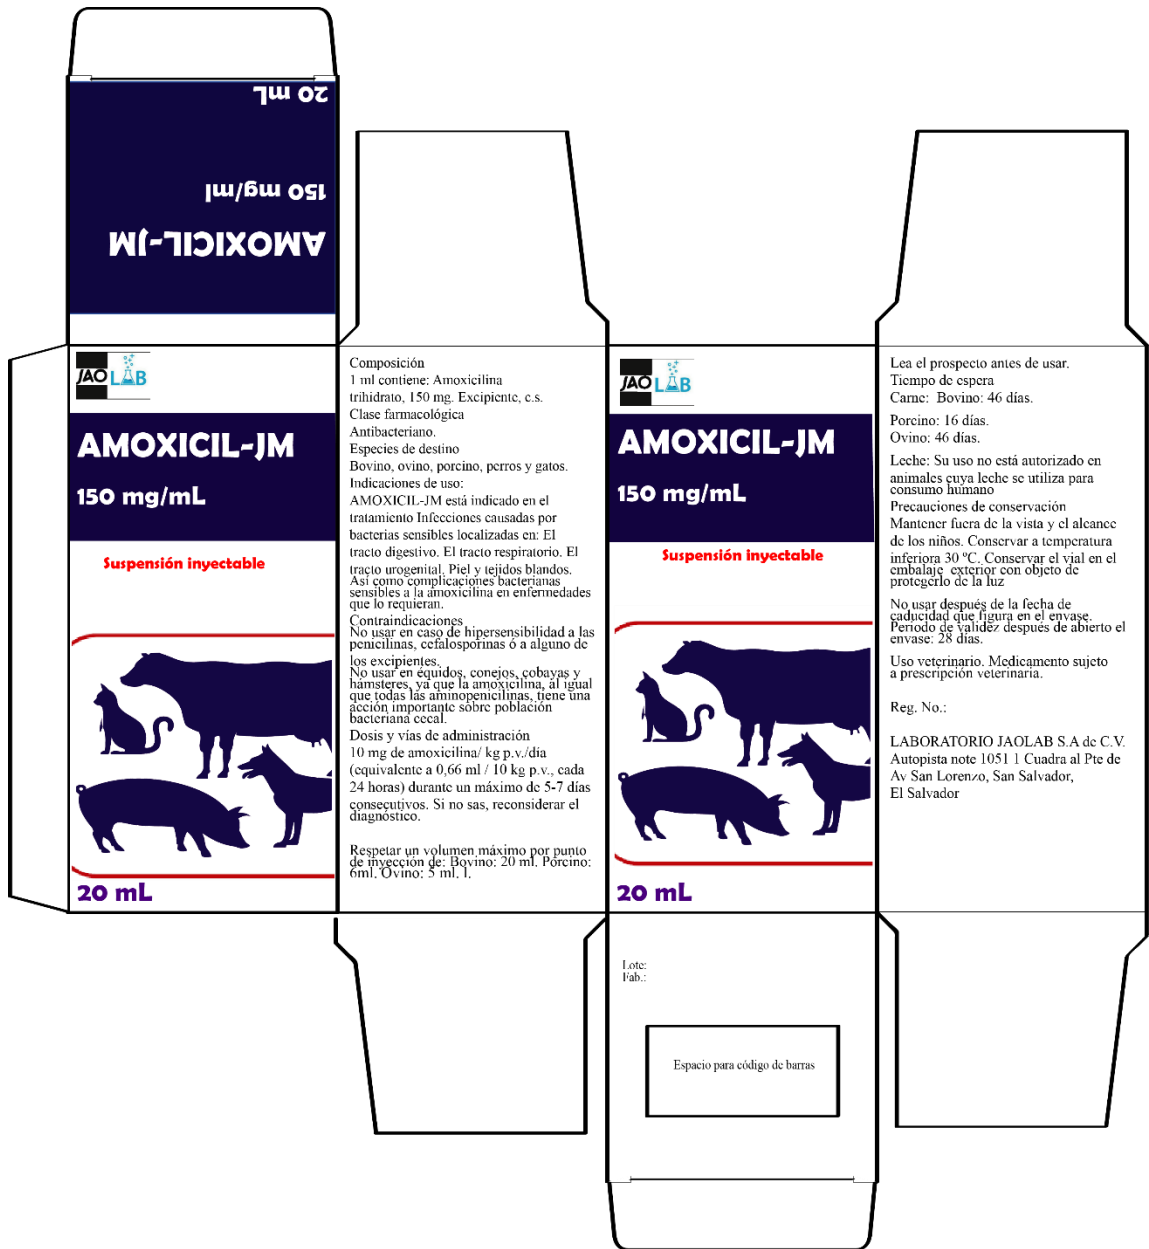 20 mL
150 mg/ml
AMOXICIL-JM
JAO LAB
AMOXICIL-JM
150 mg/mL
Suspensión inyectable
20 mL
Composición
1 ml contiene: Amoxicilina
trihidrato, 150 mg. Excipiente, c.s.
Clase farmacológica
Antibacteriano.
Especies de destino
Bovino, ovino, porcino, perros y gatos.
Indicaciones de uso:
AMOXICIL-JM está indicado en el
tratamiento Infecciones causadas por
bacterias sensibles localizadas en: El
tracto digestivo. El tracto respiratorio. El
tracto urogenital. Piel y tejidos blandos.
Así como complicaciones bacterianas
sensibles a la amoxicilina en enfermedades
que lo requieran.
Contraindicaciones
No usar en caso de hipersensibilidad a las
penicilinas, cefalosporinas ó a alguno de
los excipientes.
No usar en équidos, conejos, cobayas y
hámsteres, ya que la amoxicilina, al igual
que todas las aminopenicilinas, tiene una
acción importante sobre población
bacteriana cecal.
Dosis y vías de administración
10 mg de amoxicilina/ kg p.v./día
(equivalente a 0,66 ml / 10 kg p.v., cada
24 horas) durante un máximo de 5-7 días
consecutivos. Si no sas, reconsiderar el
diagnóstico.
Respetar un volumen máximo por punto
de inyección de: Bovino: 20 ml. Porcino:
6ml. Ovino: 5 ml. l.
JAO LAB
AMOXICIL-JM
150 mg/mL
Suspensión inyectable
20 mL
Lea el prospecto antes de usar.
Tiempo de espera
Carne: Bovino: 46 días.
Porcino: 16 días.
Ovino: 46 días.
Leche: Su uso no está autorizado en
animales cuya leche se utiliza para
consumo humano
Precauciones de conservación
Mantener fuera de la vista y el alcance
de los niños. Conservar a temperatura
inferiora 30 ºC. Conservar el vial en el
embalaje exterior con objeto de
protegerlo de la luz
No usar después de la fecha de
caducidad que figura en el envase.
Período de validez después de abierto el
envase: 28 días.
Uso veterinario. Medicamento sujeto
a prescripción veterinaria.
Reg. No.:
LABORATORIO JAOLAB S.A de C.V.
Autopista note 1051 1 Cuadra al Pte de
Av San Lorenzo, San Salvador,
El Salvador
Lote:
Fab.:
Espacio para código de barras